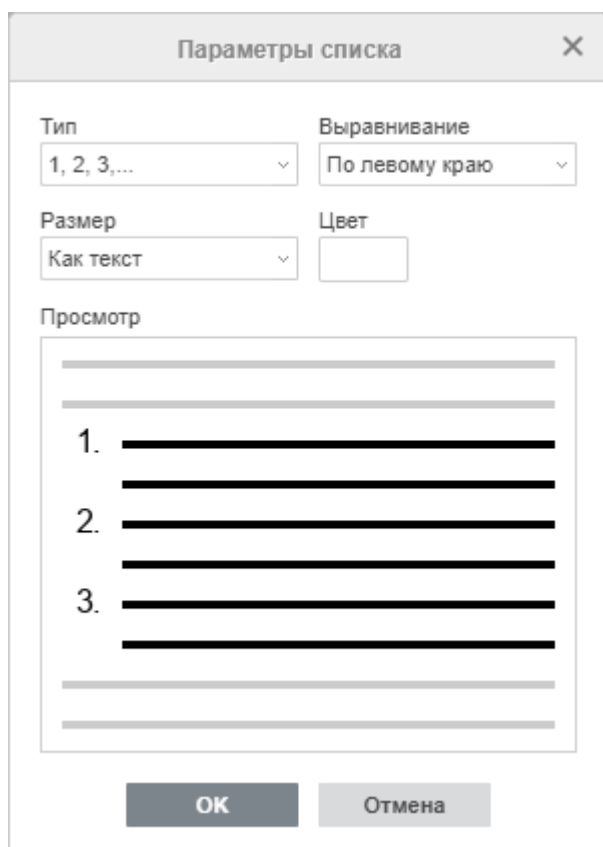 Параметры списка
Тип Выравнивание
1, 2, 3,... По левому краю
Размер Цвет
Как текст
Просмотр
1.
2.
3.
OK Отмена